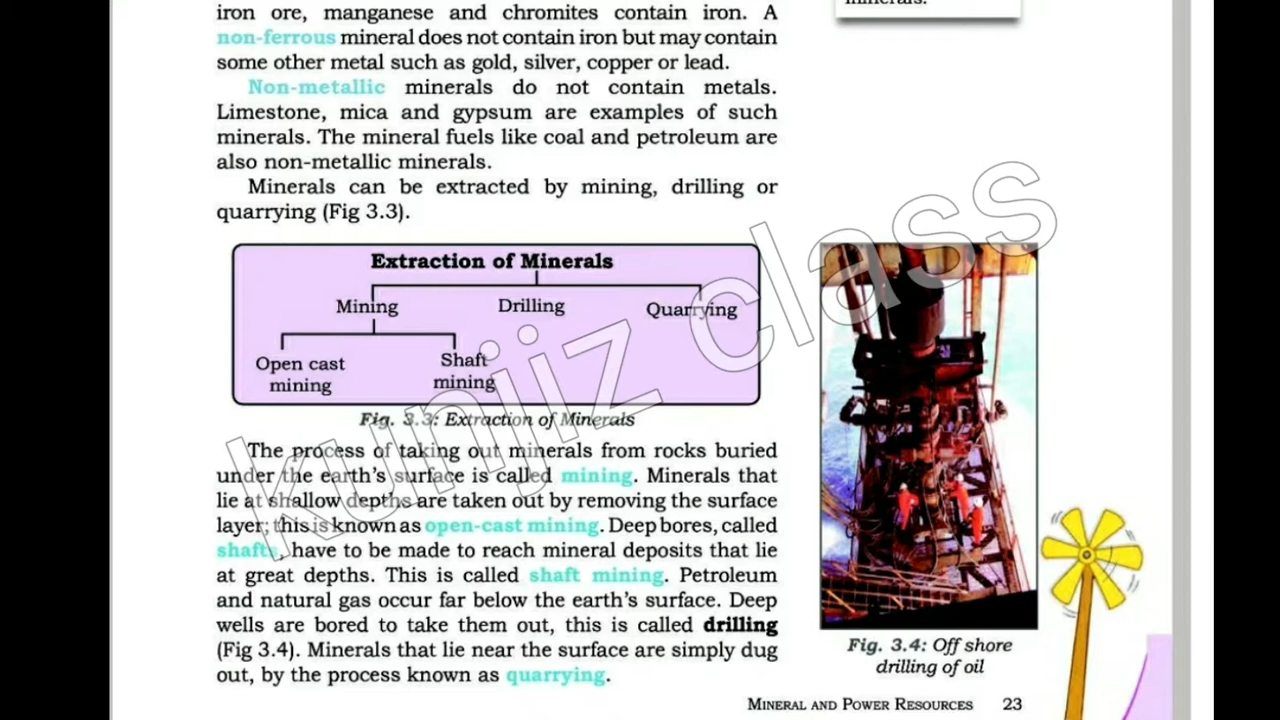 iron ore, manganese and chromites contain iron. A
non-ferrous mineral does not contain iron but may contain
some other metal such as gold, silver, copper or lead.
Non-metallic minerals do not contain metals.
Limestone, mica and gypsum are examples of such
minerals. The mineral fuels like coal and petroleum are
also non-metallic minerals.
Minerals can be extracted by mining, drilling or
quarrying (Fig 3.3).
Extraction of Minerals
Mining Drilling Quarrying
Open cast
mining
Shaft
mining
Fig. 3.3: Extraction of Minerals
The process of taking out minerals from rocks buried
under the earth's surface is called mining. Minerals that
lie at shallow depths are taken out by removing the surface
layer; this is known as open-cast mining. Deep bores, called
shafts, have to be made to reach mineral deposits that lie
at great depths. This is called shaft mining. Petroleum
and natural gas occur far below the earth's surface. Deep
wells are bored to take them out, this is called drilling
(Fig 3.4). Minerals that lie near the surface are simply dug
out, by the process known as quarrying.
minerals.
Fig. 3.4: Off shore
drilling of oil
MINERAL AND POWER RESOURCES 23
kunjiz class